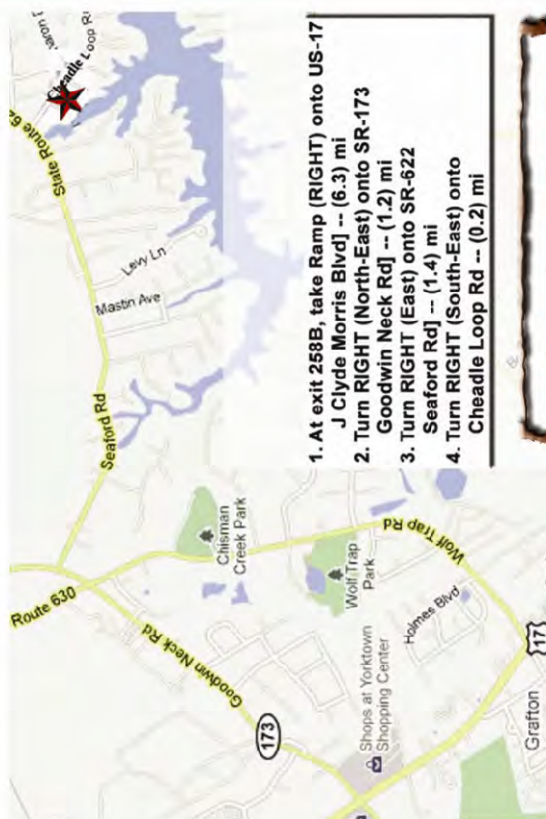 1. At exit 258B, take Ramp (RIGHT) onto US-17
J Clyde Morris Blvd] -- (6.3) mi
2. Turn RIGHT (North-East) onto SR-173
Goodwin Neck Rd] -- (1.2) mi
3. Turn RIGHT (East) onto SR-622
Seaford Rd] -- (1.4) mi
4. Turn RIGHT (South-East) onto
Cheadle Loop Rd -- (0.2) mi
Cheadle Loop R
State Route 62
Levy Ln
Mastin Ave
Seaford Rd
Route 630
Chisman
Creek Park
Goodwin Neck Rd
173
Wolf Trap
Park
Wolf Trap Rd
Holmes Blvd
Shops at Yorktown
Shopping Center
17
Grafton